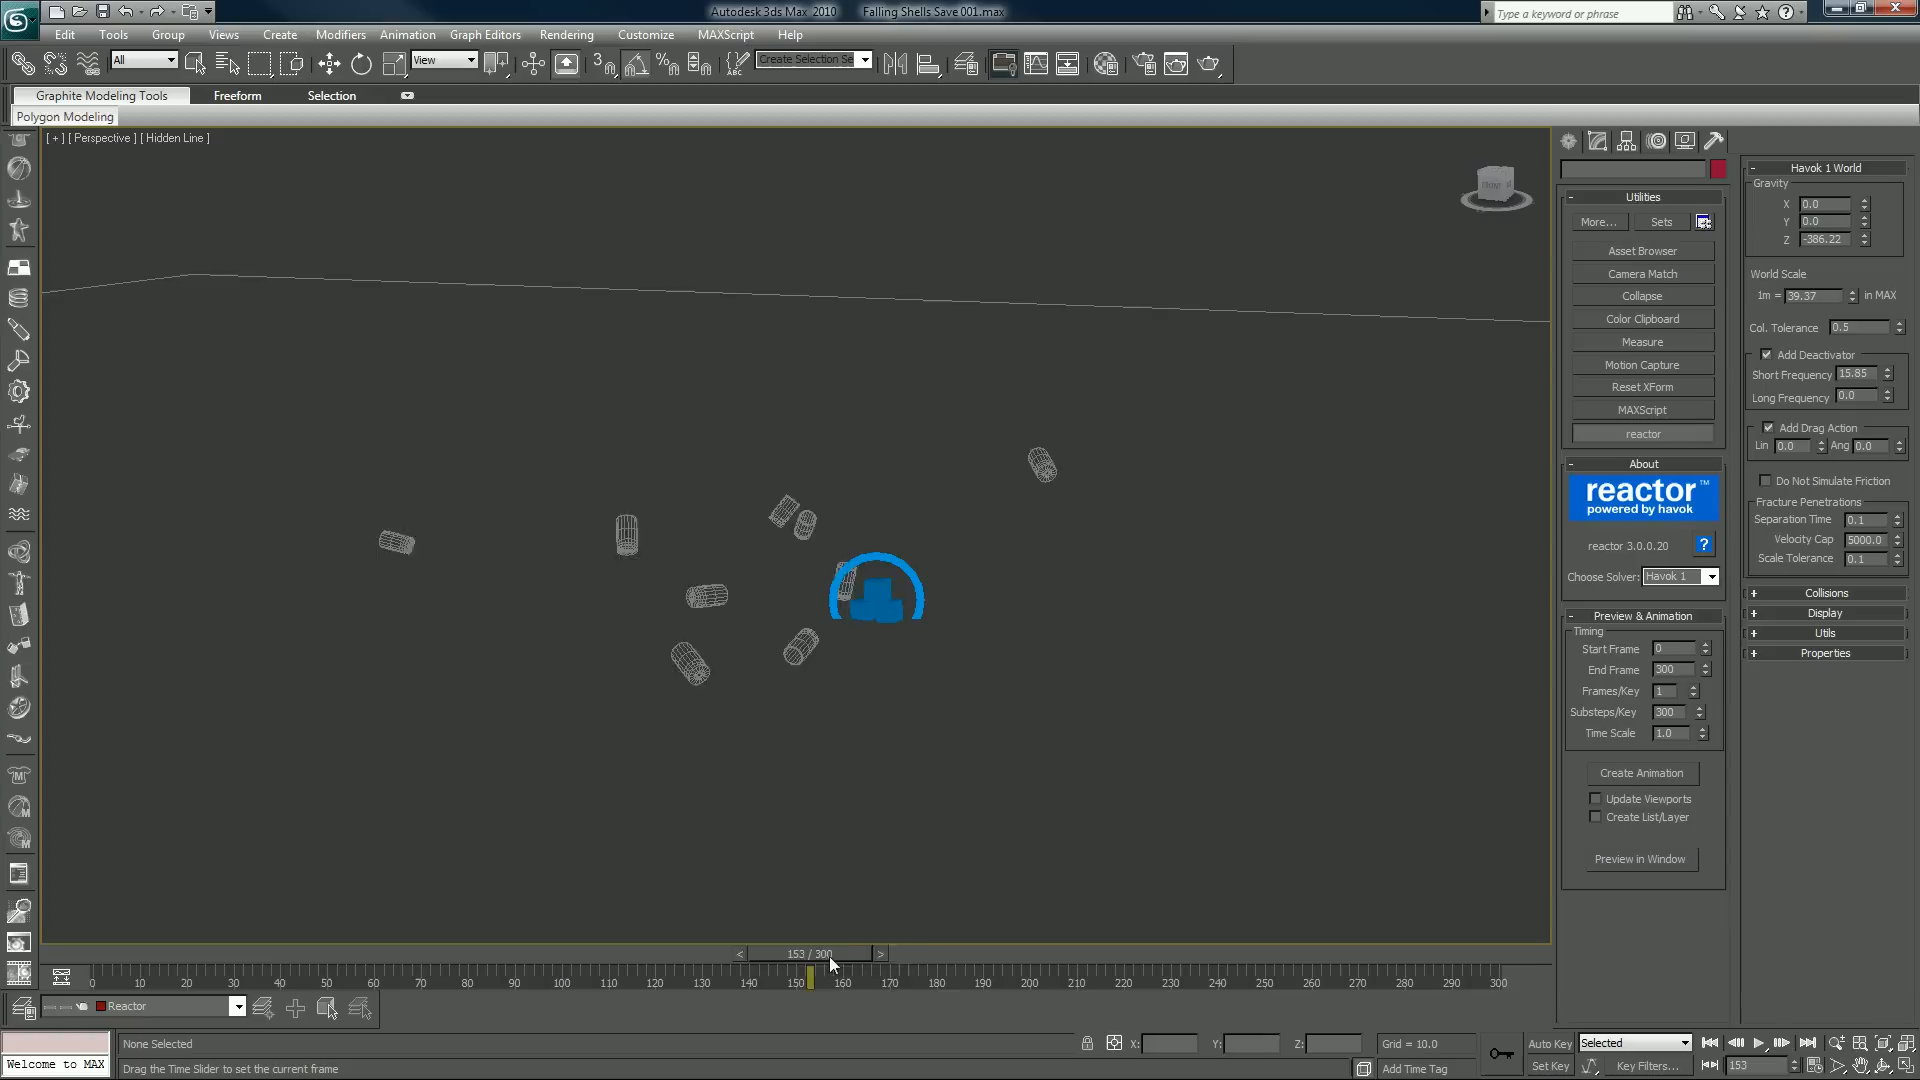 Autodesk 3ds Max 2010 Falling Shells Save 001.max
Type a keyword or phrase
Edit Tools Group Views Create Modifiers Animation Graph Editors Rendering Customize MAXScript Help
All
View
3
Create Selection Se
Graphite Modeling Tools Freeform Selection
Polygon Modeling
[ + ] [ Perspective ] [ Hidden Line ]
FRONT
Utilities
More... Sets
Asset Browser
Camera Match
Collapse
Color Clipboard
Measure
Motion Capture
Reset XForm
MAXScript
reactor
- About
reactor™
powered by havok
reactor 3.0.0.20 ?
Choose Solver: Havok 1
- Preview & Animation
Timing
Start Frame 0
End Frame 300
Frames/Key 1
Substeps/Key 300
Time Scale 1.0
Create Animation
Update Viewports
Create List/Layer
Preview in Window
- Havok 1 World
Gravity
X 0.0
Y 0.0
Z -386.22
World Scale
1m = 39.37 in MAX
Col. Tolerance 0.5
Add Deactivator
Short Frequency 15.85
Long Frequency 0.0
Add Drag Action
Lin 0.0 Ang 0.0
Do Not Simulate Friction
Fracture Penetrations
Separation Time 0.1
Velocity Cap 5000.0
Scale Tolerance 0.1
+ Collisions
+ Display
+ Utils
+ Properties
< 153 / 300 >
0 10 20 30 40 50 60 70 80 90 100 110 120 130 140 150 160 170 180 190 200 210 220 230 240 250 260 270 280 290 300
Reactor
None Selected X: Y: Z: Grid = 10.0 Auto Key Selected
Welcome to MAX Drag the Time Slider to set the current frame Add Time Tag Set Key Key Filters... 153